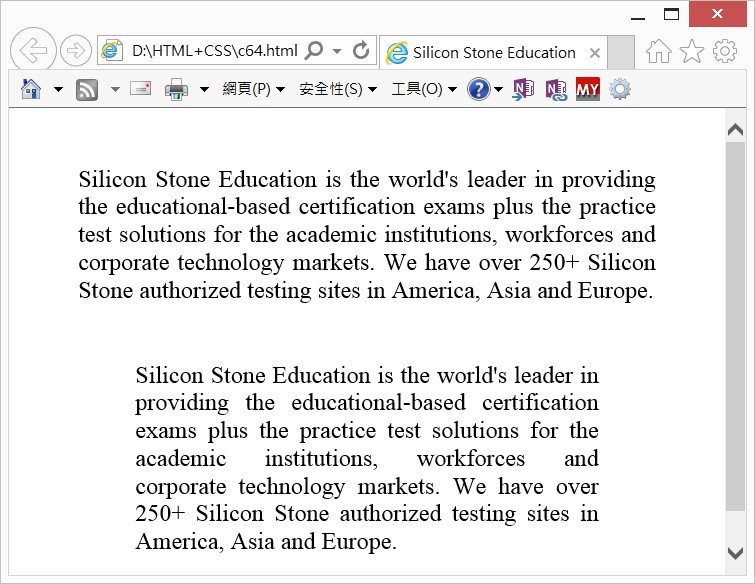 D:\HTML+CSS\c64.html
Silicon Stone Education
網頁(P)
安全性(S)
工具(O)
?
N
N
MY
Silicon Stone Education is the world's leader in providing
the educational-based certification exams plus the practice
test solutions for the academic institutions, workforces and
corporate technology markets. We have over 250+ Silicon
Stone authorized testing sites in America, Asia and Europe.
Silicon Stone Education is the world's leader in
providing the educational-based certification
exams plus the practice test solutions for the
academic institutions, workforces and
corporate technology markets. We have over
250+ Silicon Stone authorized testing sites in
America, Asia and Europe.